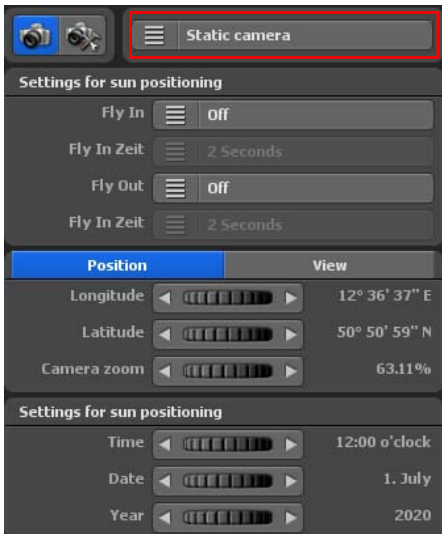 Static camera
Settings for sun positioning
Fly In Off
Fly In Zeit 2 Seconds
Fly Out Off
Fly In Zeit 2 Seconds
Position View
Longitude 12° 36' 37" E
Latitude 50° 50' 59" N
Camera zoom 63.11%
Settings for sun positioning
Time 12:00 o'clock
Date 1. July
Year 2020